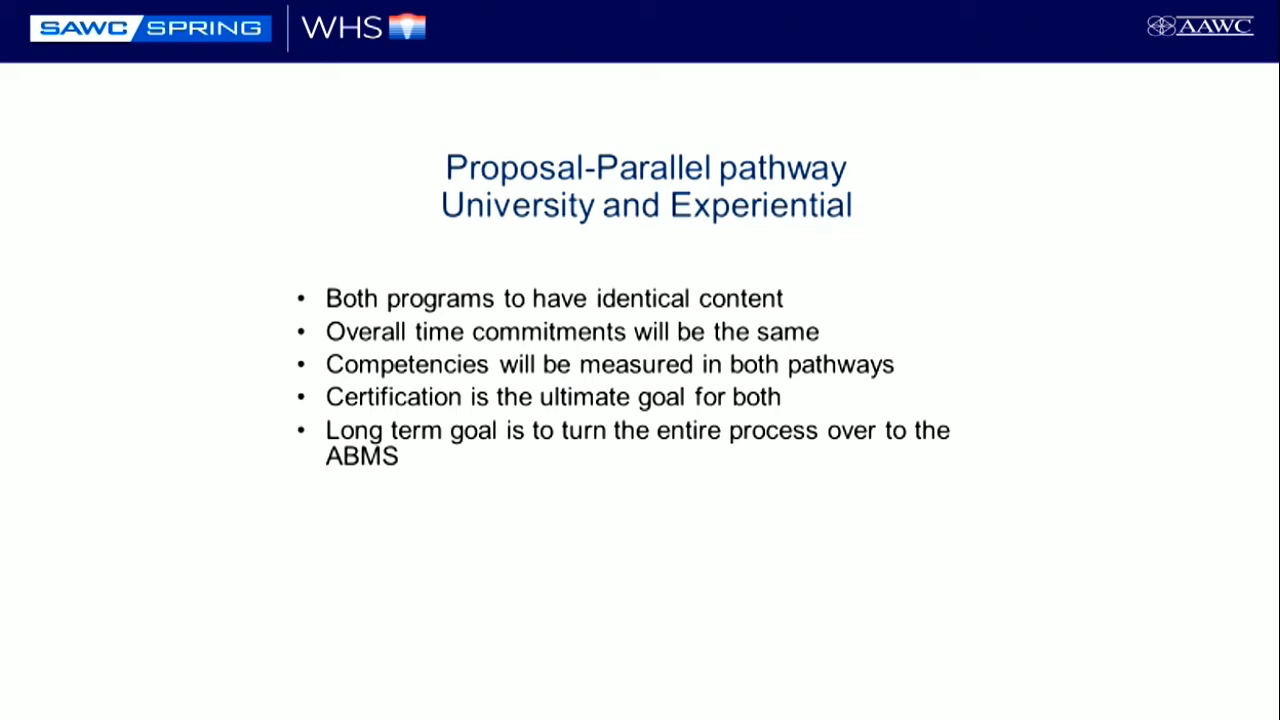 SAWC SPRING WHS AAWC
Proposal-Parallel pathway
University and Experiential
• Both programs to have identical content
• Overall time commitments will be the same
• Competencies will be measured in both pathways
• Certification is the ultimate goal for both
• Long term goal is to turn the entire process over to the
ABMS